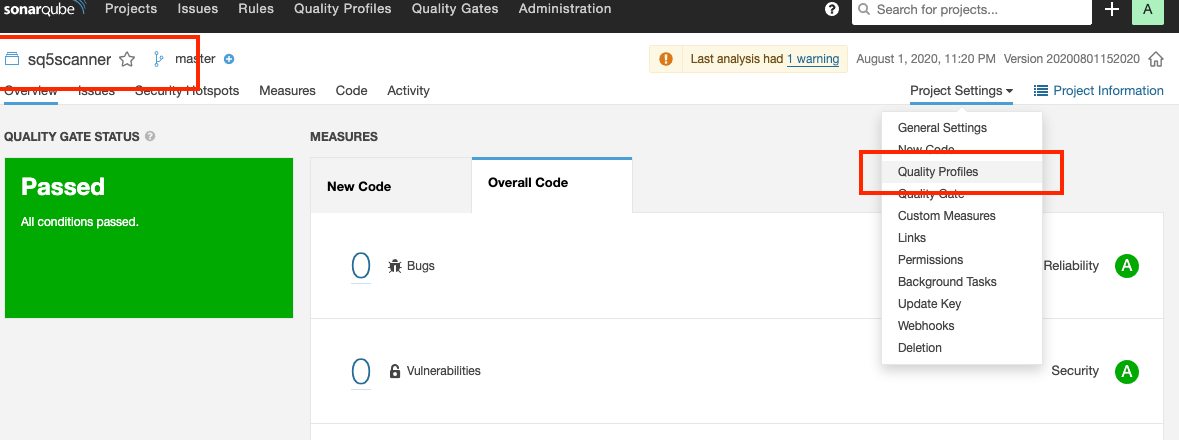 sonarqube Projects Issues Rules Quality Profiles Quality Gates Administration ? Search for projects... A
sq5scanner master Last analysis had 1 warning August 1, 2020, 11:20 PM Version 20200801152020
Overview Issues Security Hotspots Measures Code Activity Project Settings Project Information
General Settings
New Code
Quality Profiles
Quality Gate
Custom Measures
Links
Permissions
Background Tasks
Update Key
Webhooks
Deletion
QUALITY GATE STATUS ?
Passed
All conditions passed.
MEASURES
New Code Overall Code
0 Bugs Reliability A
0 Vulnerabilities Security A